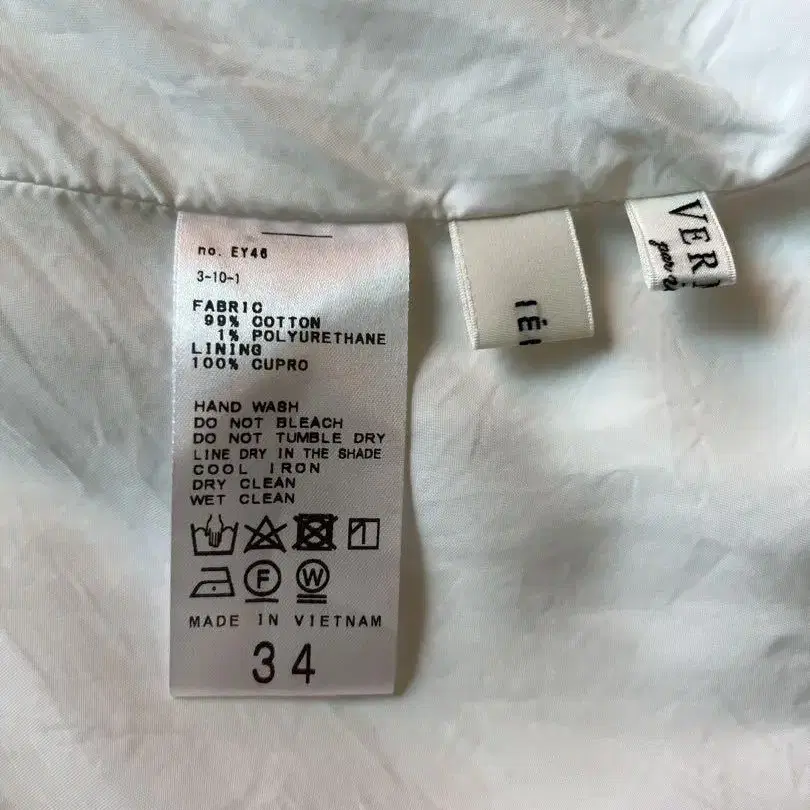 no. EY46
3-10-1
FABRIC
99% COTTON
1% POLYURETHANE
LINING
100% CUPRO
HAND WASH
DO NOT BLEACH
DO NOT TUMBLE DRY
LINE DRY IN THE SHADE
COOL IRON
DRY CLEAN
WET CLEAN
F
W
MADE IN VIETNAM
34
VER